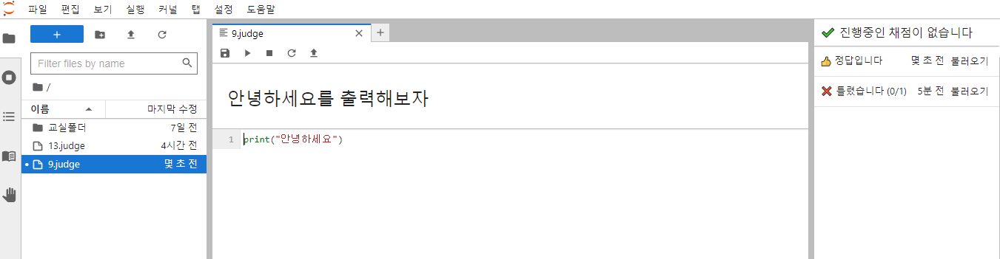 파일 편집 보기 실행 커널 탭 설정 도움말
+
Filter files by name
/
이름 마지막 수정
교실폴더 7일 전
13.judge 4시간 전
9.judge 몇 초 전
9.judge
안녕하세요를 출력해보자
1 print("안녕하세요")
진행중인 채점이 없습니다
정답입니다 몇 초 전 불러오기
틀렸습니다 (0/1) 5분 전 불러오기